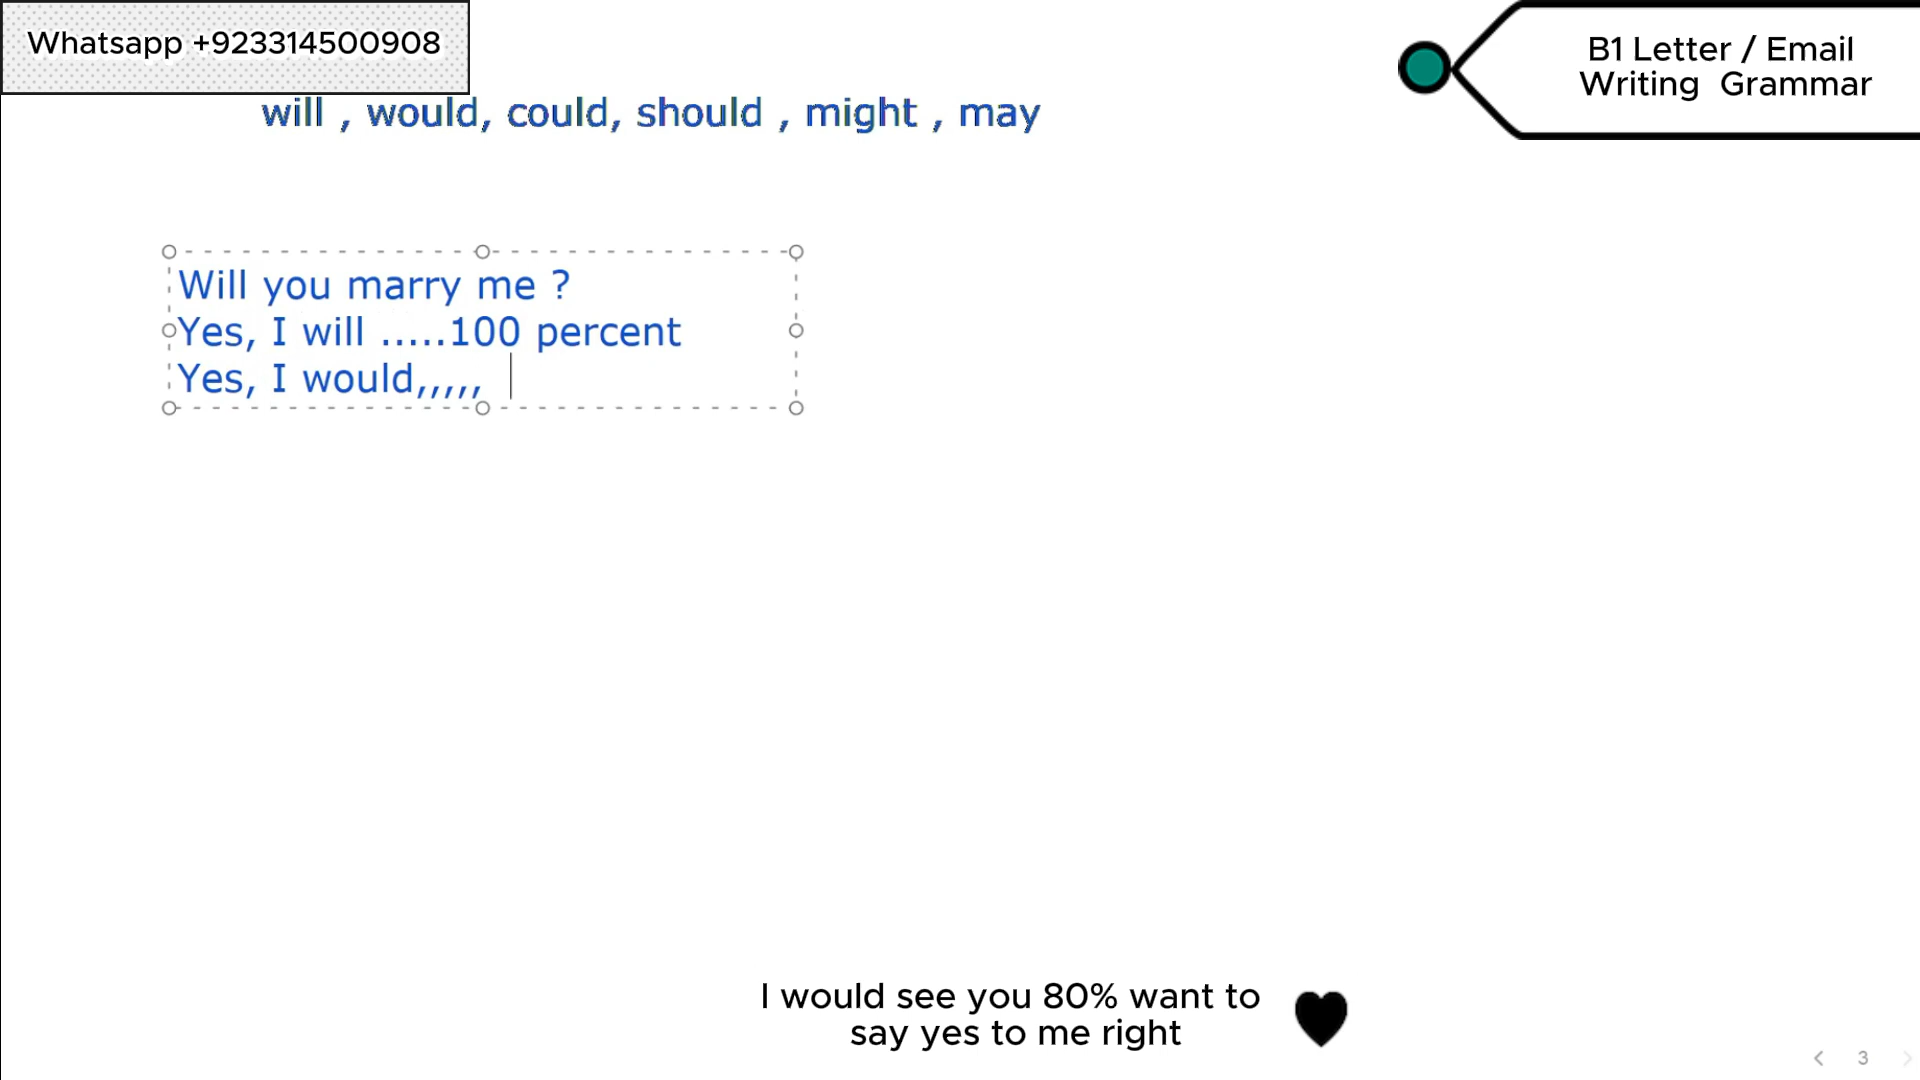 Whatsapp +923314500908
B1 Letter / Email
Writing Grammar
will , would, could, should , might , may
Will you marry me ?
Yes, I will .....100 percent
Yes, I would,,,,,
I would see you 80% want to
say yes to me right
3